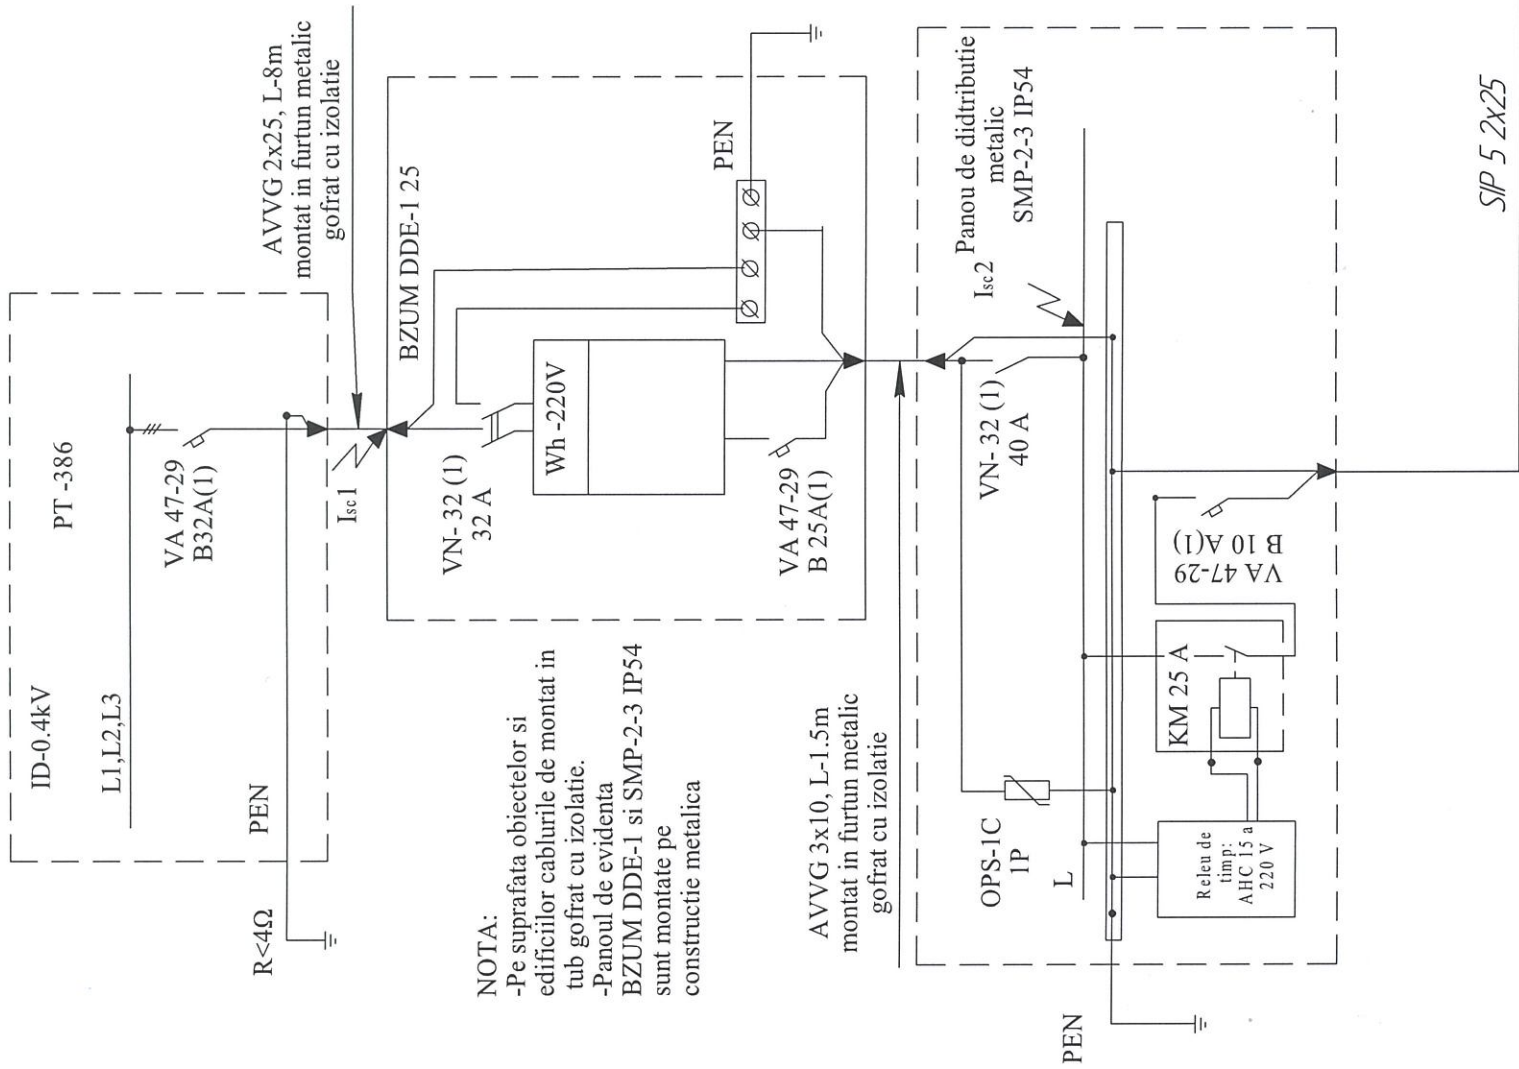 PT -386
ID-0.4kV
L1,L2,L3
VA 47-29
B32A(1)
PEN
R<4Ω
AVVG 2x25, L-8m
montat in furtun metalic
gofrat cu izolatie
Isc1
BZUM DDE-1 25
VN- 32 (1)
32 A
Wh -220V
PEN
VA 47-29
B 25A(1)
NOTA:
-Pe suprafata obiectelor si
edificiilor cablurile de montat in
tub gofrat cu izolatie.
-Panoul de evidenta
BZUM DDE-1 si SMP-2-3 IP54
sunt montate pe
constructie metalica
AVVG 3x10, L-1.5m
montat in furtun metalic
gofrat cu izolatie
Panou de didtributie
metalic
SMP-2-3 IP54
Isc2
VN- 32 (1)
40 A
OPS-1C
1P
L
KM 25 A
VA 47-29
B 10 A(1)
Releu de
timp:
AHC 15 a
220 V
PEN
SIP 5 2x25